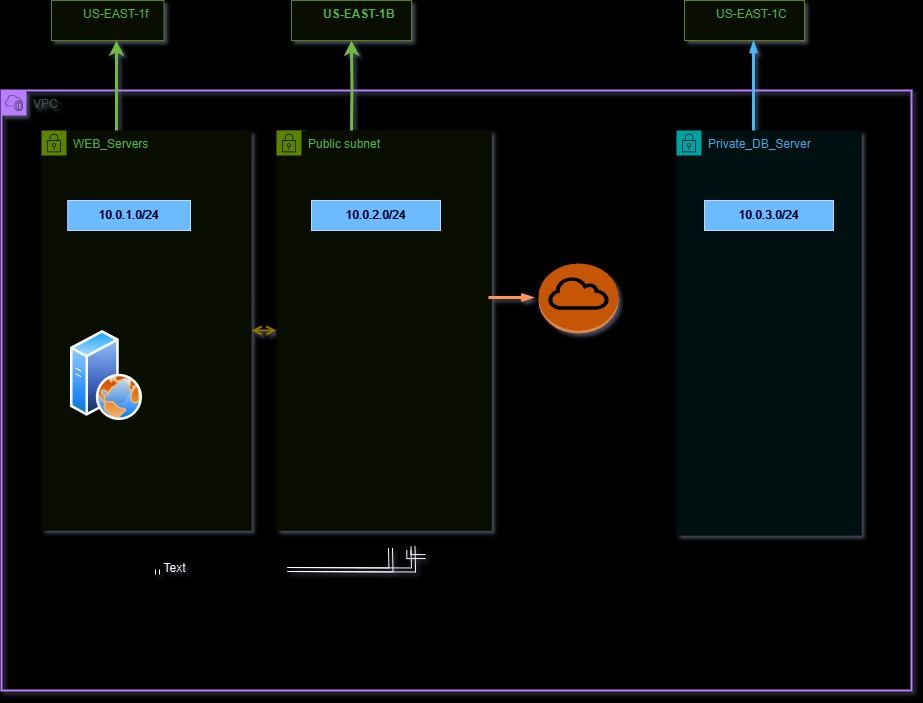 US-EAST-1f
US-EAST-1B
US-EAST-1C
VPC
WEB_Servers
Public subnet
Private_DB_Server
10.0.1.0/24
10.0.2.0/24
10.0.3.0/24
Text